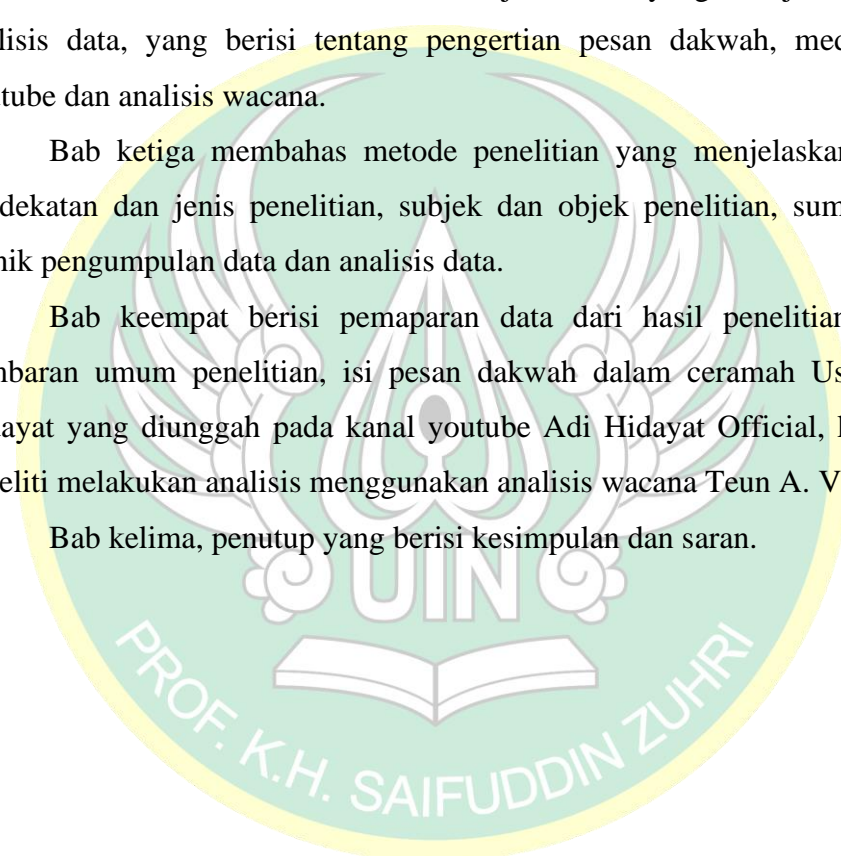 lisis data, yang berisi tentang pengertian pesan dakwah, med
utube dan analisis wacana.
Bab ketiga membahas metode penelitian yang menjelaskan
dekatan dan jenis penelitian, subjek dan objek penelitian, sum
nik pengumpulan data dan analisis data.
Bab keempat berisi pemaparan data dari hasil penelitian
nbaran umum penelitian, isi pesan dakwah dalam ceramah Us
dayat yang diunggah pada kanal youtube Adi Hidayat Official,
eliti melakukan analisis menggunakan analisis wacana Teun A. V
Bab kelima, penutup yang berisi kesimpulan dan saran.
UIN
PROF. K.H. SAIFUDDIN ZUHRI